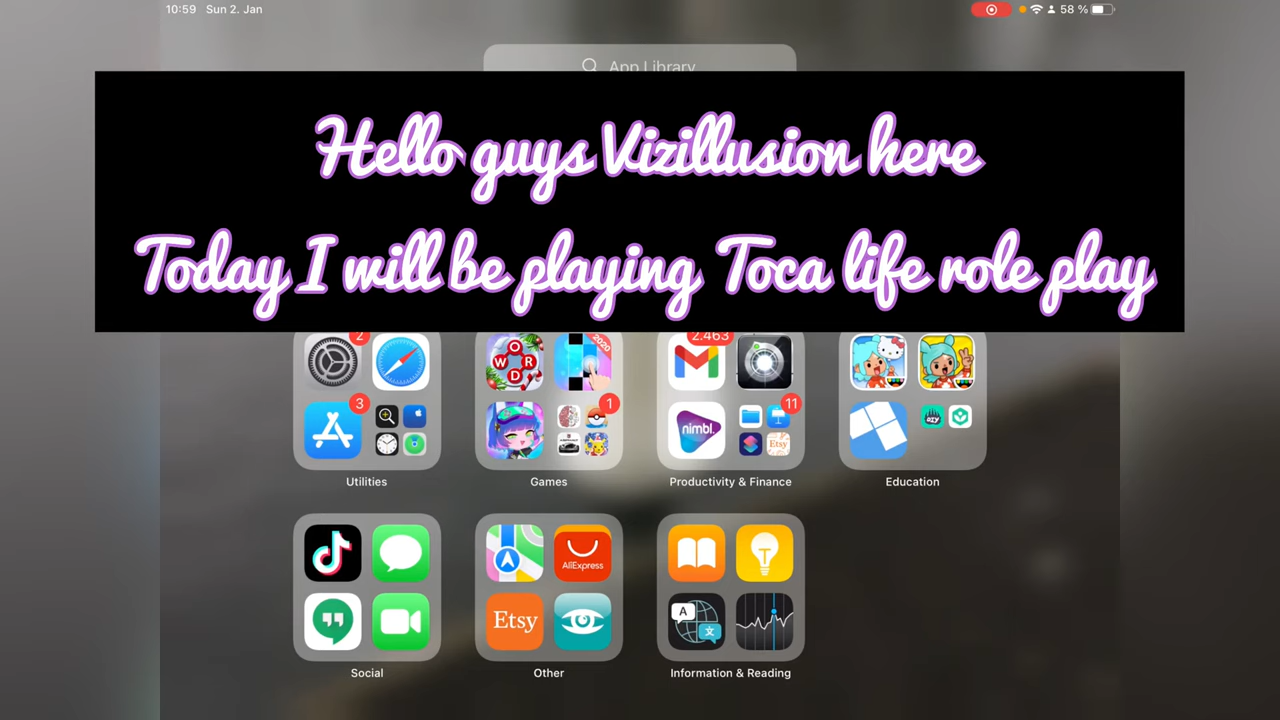 10:59 Sun 2. Jan
58 %
App Library
Hello guys Vizillusion here
Today I will be playing Toca life role play
2
2020
2.463
W O R D
3
1
nimbl.
11
DIY
Etsy
Utilities
Games
Productivity & Finance
Education
AliExpress
Etsy
A 文
Social
Other
Information & Reading